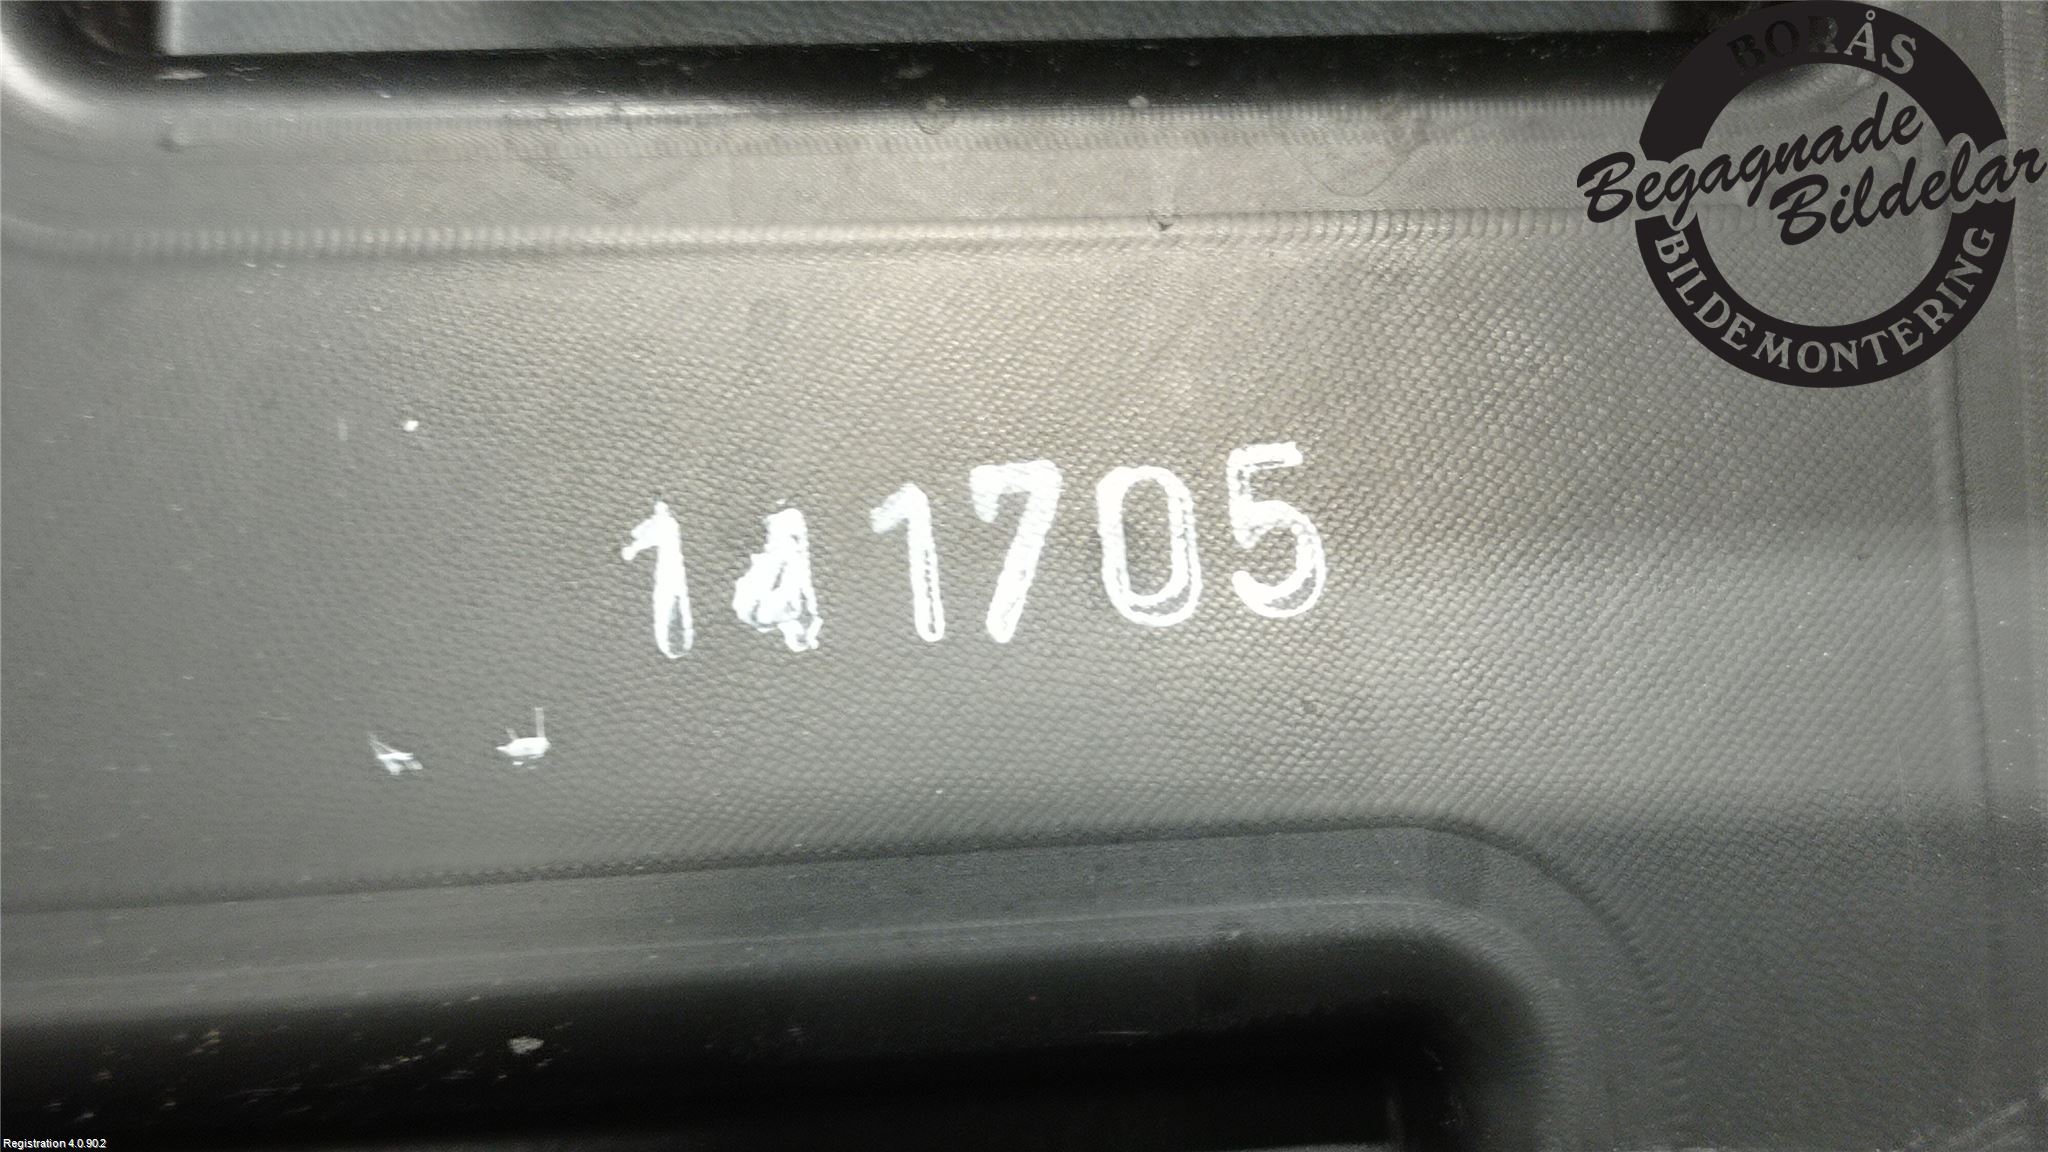 BORÅS
Begagnade
Bildelar
BILDEMONTERING
141705
Registration 4.0.90.2